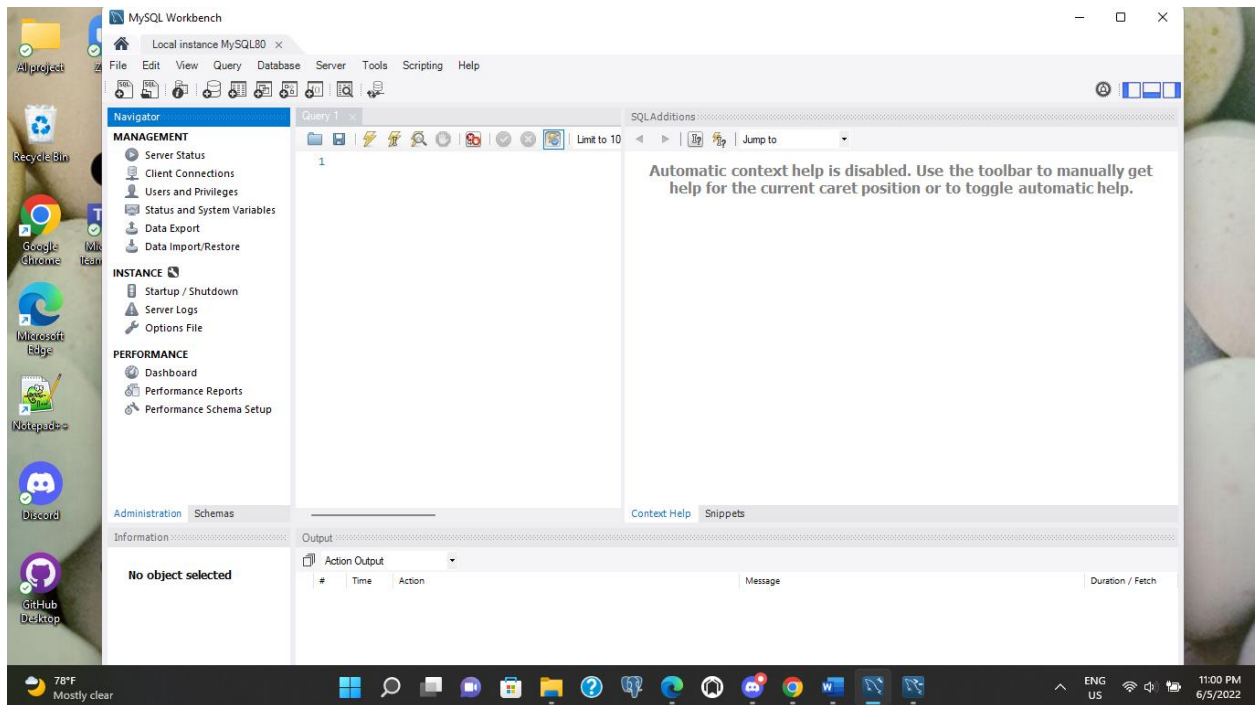 MySQL Workbench
Local instance MySQL80
File Edit View Query Database Server Tools Scripting Help
Navigator
MANAGEMENT
Server Status
Client Connections
Users and Privileges
Status and System Variables
Data Export
Data Import/Restore
INSTANCE
Startup / Shutdown
Server Logs
Options File
PERFORMANCE
Dashboard
Performance Reports
Performance Schema Setup
Administration Schemas
Query 1
Limit to 10
1
SQLAdditions
Jump to
Automatic context help is disabled. Use the toolbar to manually get
help for the current caret position or to toggle automatic help.
Context Help Snippets
Information
No object selected
Output
Action Output
# Time Action Message Duration / Fetch
All project
Recycle Bin
Google
Chrome
Microsoft
Edge
Notepad++
Discord
GitHub
Desktop
78°F
Mostly clear
ENG
US
11:00 PM
6/5/2022